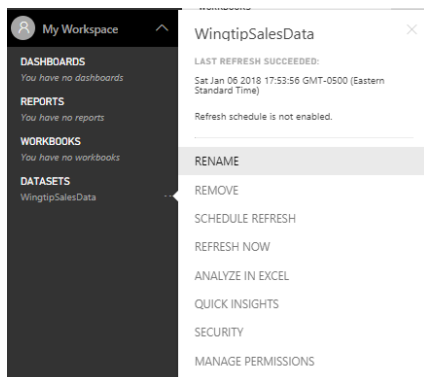 My Workspace
DASHBOARDS
You have no dashboards
REPORTS
You have no reports
WORKBOOKS
You have no workbooks
DATASETS
WingtipSalesData
WingtipSalesData
LAST REFRESH SUCCEEDED:
Sat Jan 06 2018 17:53:56 GMT-0500 (Eastern
Standard Time)
Refresh schedule is not enabled.
RENAME
REMOVE
SCHEDULE REFRESH
REFRESH NOW
ANALYZE IN EXCEL
QUICK INSIGHTS
SECURITY
MANAGE PERMISSIONS